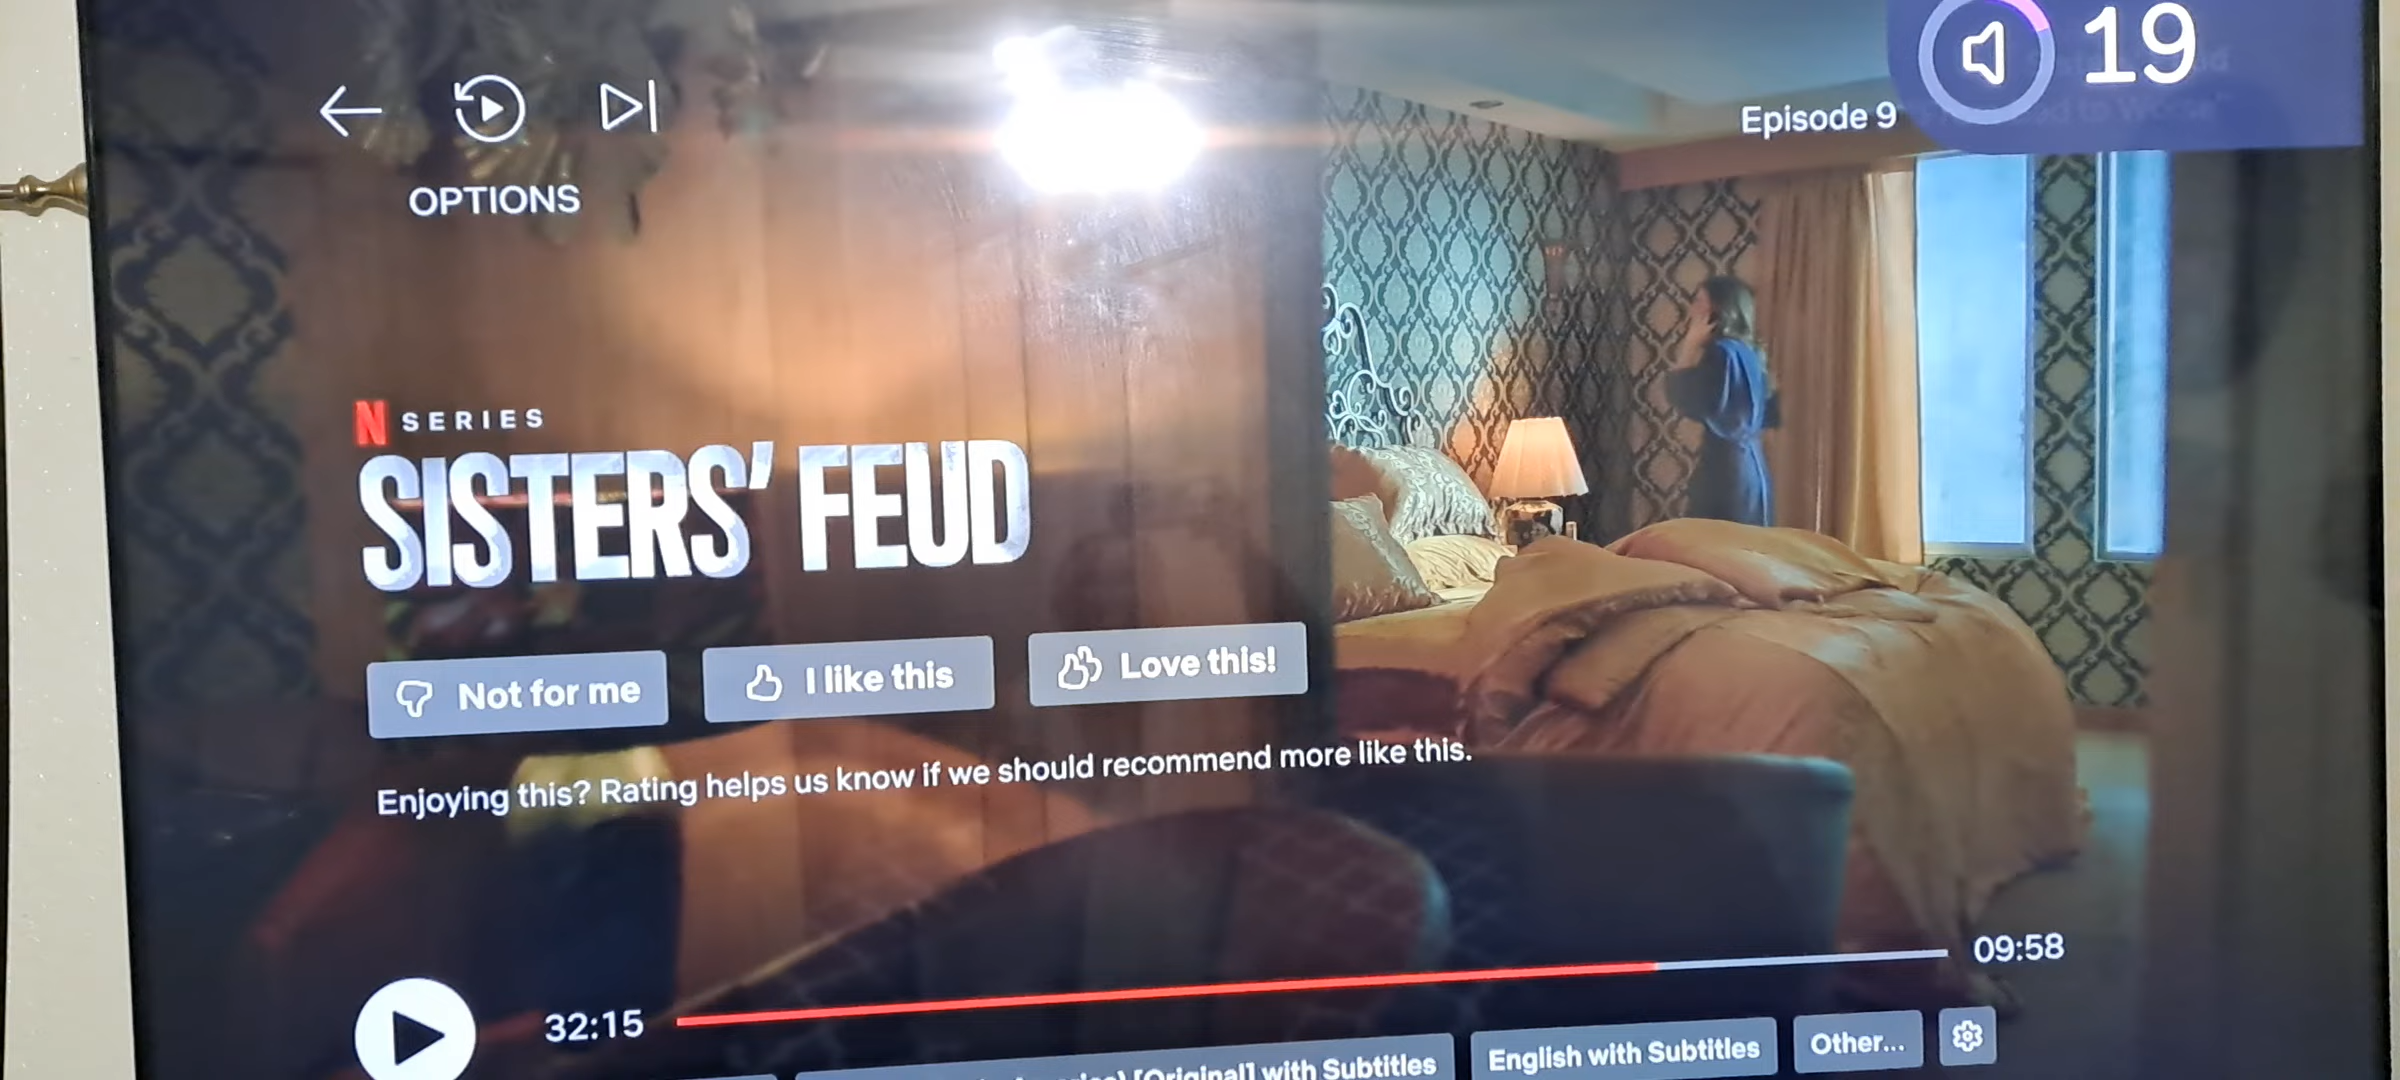 19
Episode 9
OPTIONS
N SERIES
SISTERS' FEUD
Not for me
I like this
Love this!
Enjoying this? Rating helps us know if we should recommend more like this.
32:15
09:58
[Original] with Subtitles
English with Subtitles
Other...